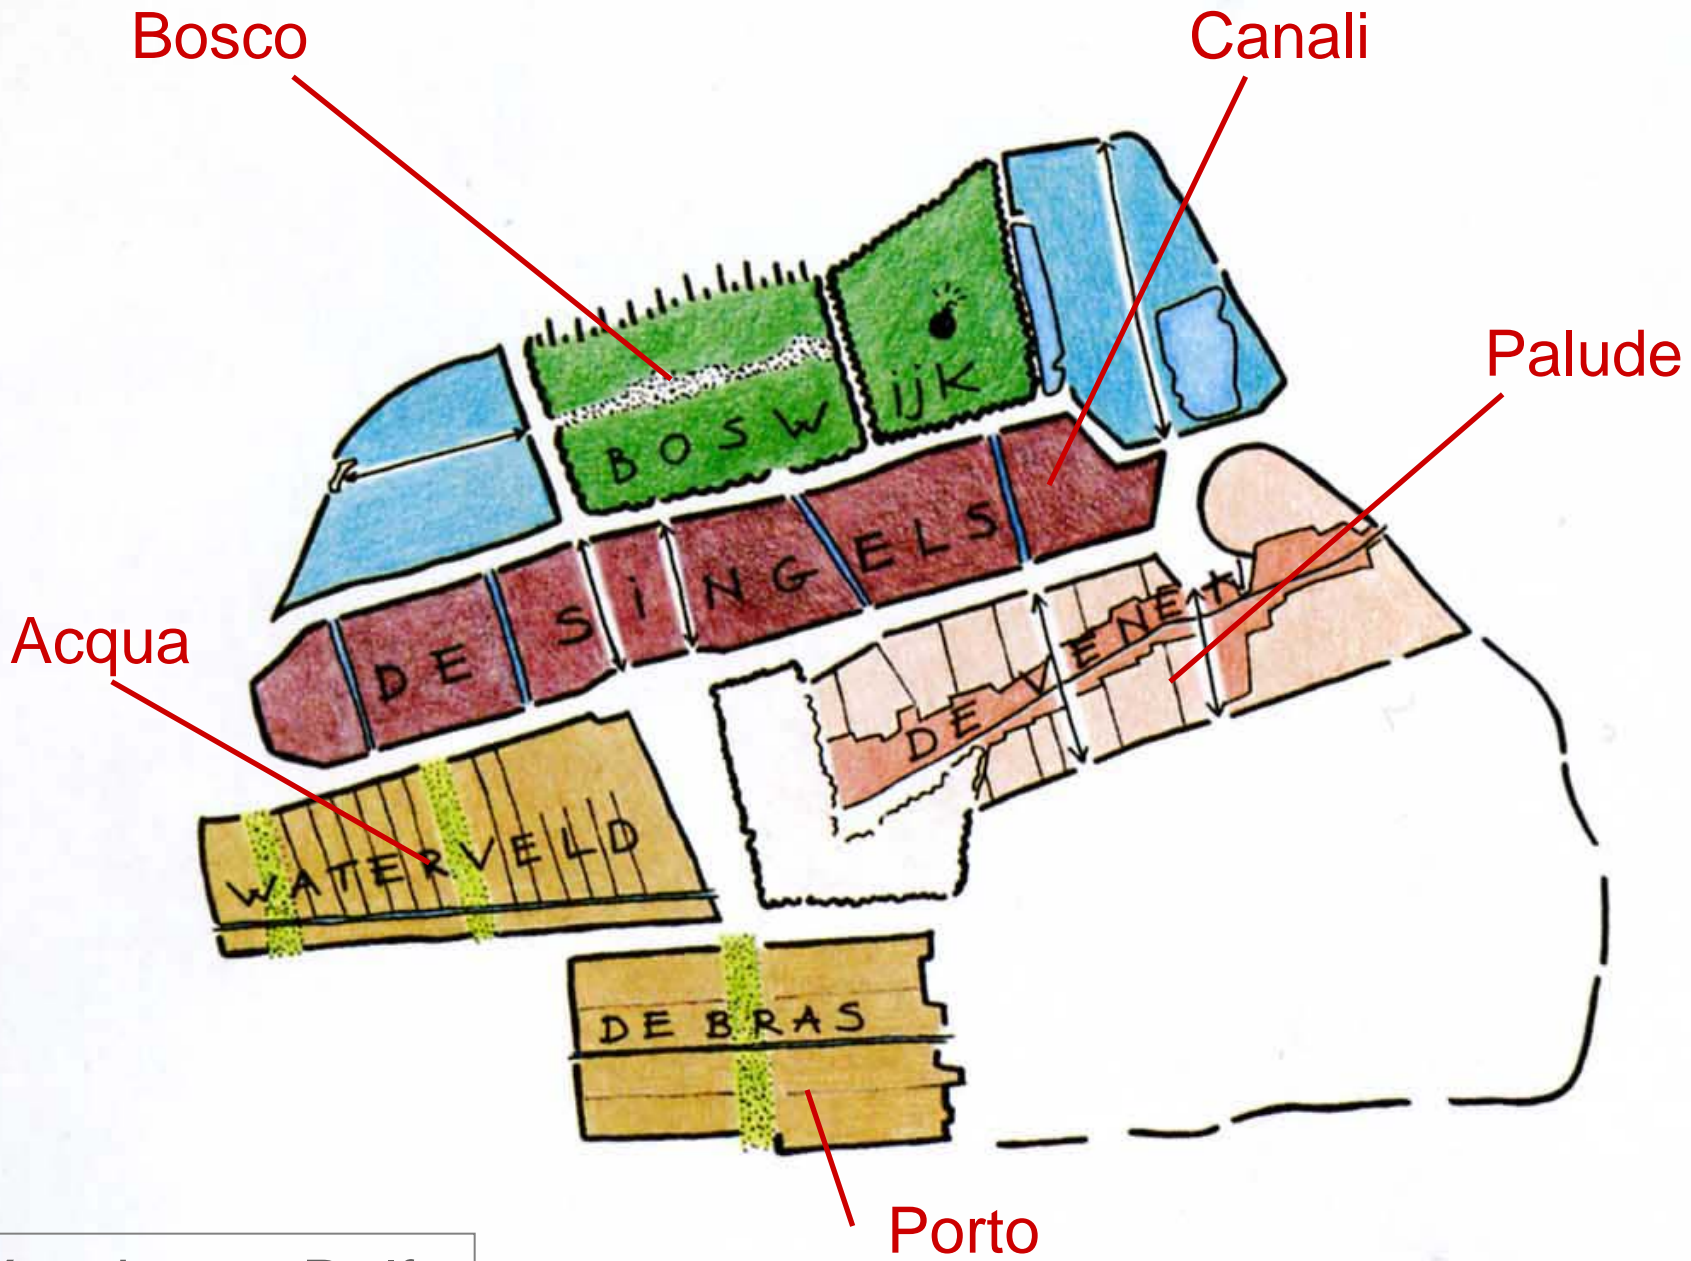 Bosco
Canali
Palude
BOSWijK
DE SiNGELS
Acqua
DE VENEN
WATERVELD
DE BRAS
Porto